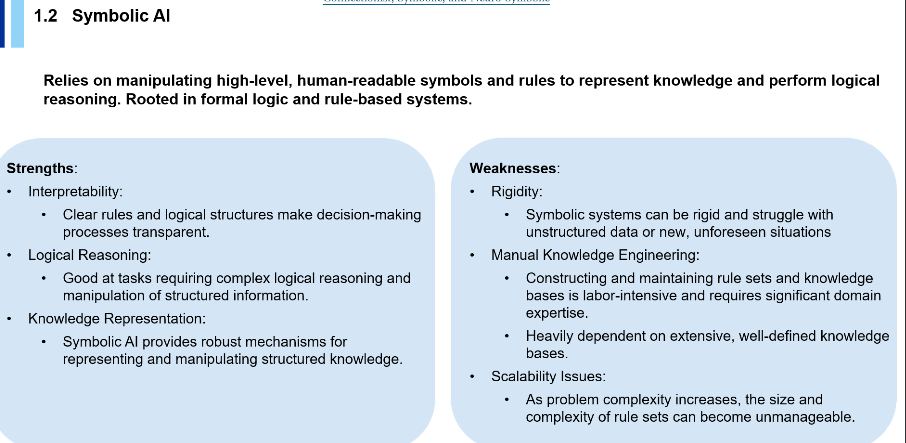 Connectionist, Symbolic, and Neuro-Symbolic
1.2 Symbolic AI
Relies on manipulating high-level, human-readable symbols and rules to represent knowledge and perform logical
reasoning. Rooted in formal logic and rule-based systems.
Strengths:
• Interpretability:
• Clear rules and logical structures make decision-making
processes transparent.
• Logical Reasoning:
• Good at tasks requiring complex logical reasoning and
manipulation of structured information.
• Knowledge Representation:
• Symbolic AI provides robust mechanisms for
representing and manipulating structured knowledge.
Weaknesses:
• Rigidity:
• Symbolic systems can be rigid and struggle with
unstructured data or new, unforeseen situations
• Manual Knowledge Engineering:
• Constructing and maintaining rule sets and knowledge
bases is labor-intensive and requires significant domain
expertise.
• Heavily dependent on extensive, well-defined knowledge
bases.
• Scalability Issues:
• As problem complexity increases, the size and
complexity of rule sets can become unmanageable.